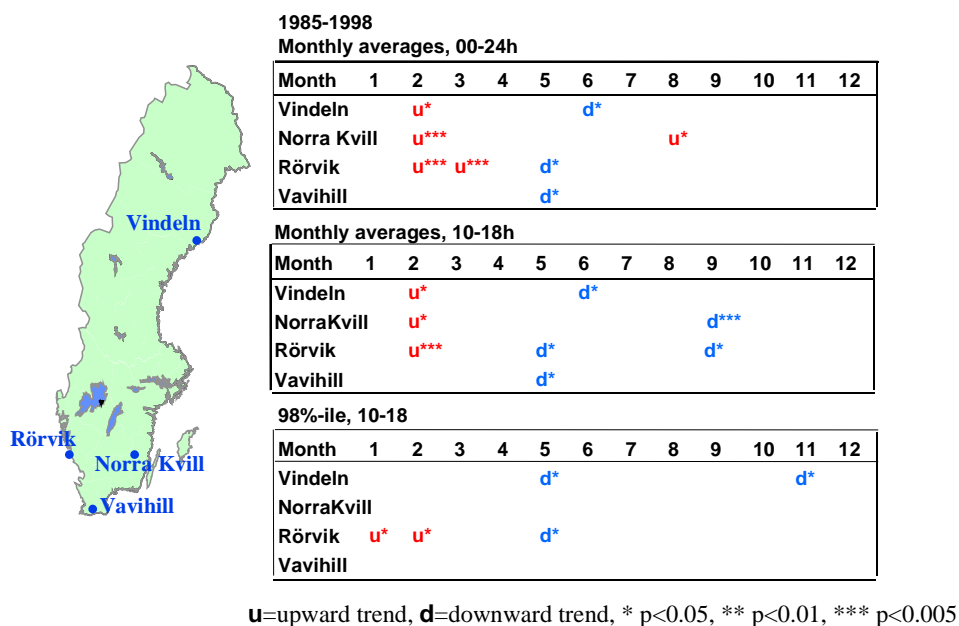 1985-1998
Monthly averages, 00-24h
Month 1 2 3 4 5 6 7 8 9 10 11 12
Vindeln u* d*
Norra Kvill u*** u*
Rörvik u*** u*** d*
Vavihill d*
Monthly averages, 10-18h
Month 1 2 3 4 5 6 7 8 9 10 11 12
Vindeln u* d*
NorraKvill u* d***
Rörvik u*** d* d*
Vavihill d*
98%-ile, 10-18
Month 1 2 3 4 5 6 7 8 9 10 11 12
Vindeln d* d*
NorraKvill
Rörvik u* u* d*
Vavihill
Vindeln
Rörvik
Norra Kvill
Vavihill
u=upward trend, d=downward trend, * p<0.05, ** p<0.01, *** p<0.005